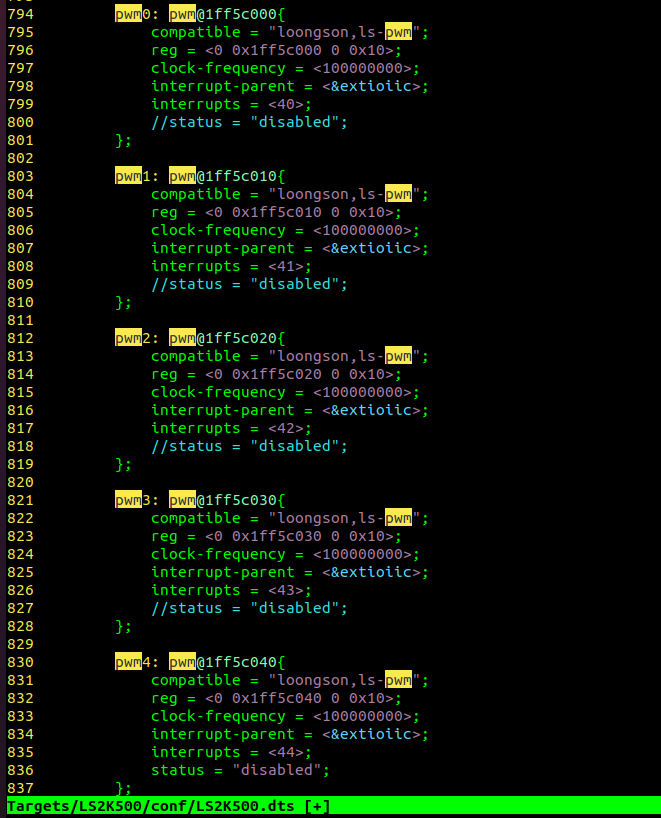 794 pwm0: pwm@1ff5c000{
795 compatible = "loongson,ls-pwm";
796 reg = <0 0x1ff5c000 0 0x10>;
797 clock-frequency = <100000000>;
798 interrupt-parent = <&extioiic>;
799 interrupts = <40>;
800 //status = "disabled";
801 };
802
803 pwm1: pwm@1ff5c010{
804 compatible = "loongson,ls-pwm";
805 reg = <0 0x1ff5c010 0 0x10>;
806 clock-frequency = <100000000>;
807 interrupt-parent = <&extioiic>;
808 interrupts = <41>;
809 //status = "disabled";
810 };
811
812 pwm2: pwm@1ff5c020{
813 compatible = "loongson,ls-pwm";
814 reg = <0 0x1ff5c020 0 0x10>;
815 clock-frequency = <100000000>;
816 interrupt-parent = <&extioiic>;
817 interrupts = <42>;
818 //status = "disabled";
819 };
820
821 pwm3: pwm@1ff5c030{
822 compatible = "loongson,ls-pwm";
823 reg = <0 0x1ff5c030 0 0x10>;
824 clock-frequency = <100000000>;
825 interrupt-parent = <&extioiic>;
826 interrupts = <43>;
827 //status = "disabled";
828 };
829
830 pwm4: pwm@1ff5c040{
831 compatible = "loongson,ls-pwm";
832 reg = <0 0x1ff5c040 0 0x10>;
833 clock-frequency = <100000000>;
834 interrupt-parent = <&extioiic>;
835 interrupts = <44>;
836 status = "disabled";
837 };
Targets/LS2K500/conf/LS2K500.dts [+]